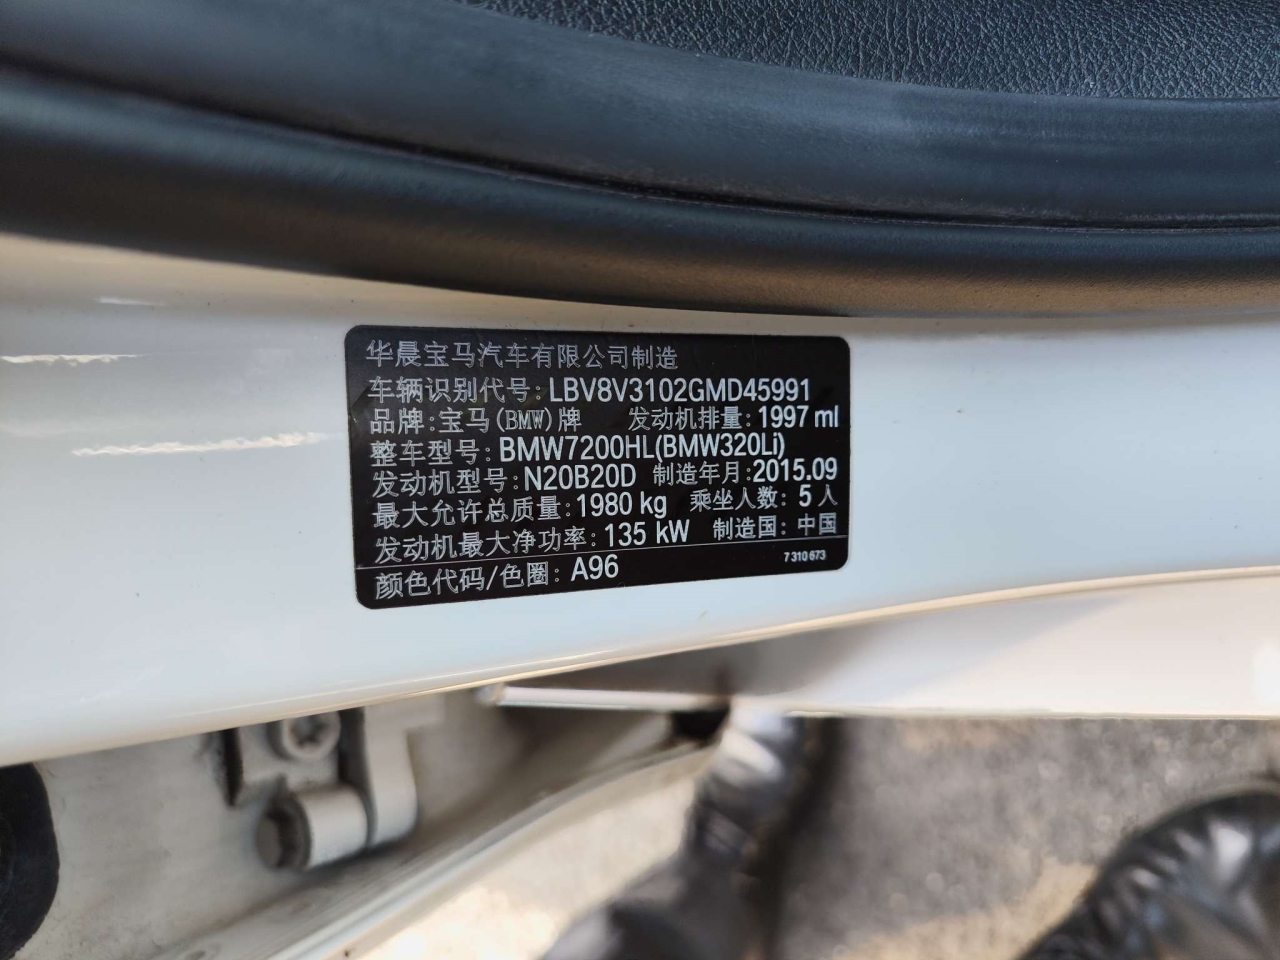 华晨宝马汽车有限公司制造
车辆识别代号: LBV8V3102GMD45991
品牌: 宝马(BMW)牌 发动机排量: 1997 ml
整车型号: BMW7200HL(BMW320Li)
发动机型号: N20B20D 制造年月: 2015.09
最大允许总质量: 1980 kg 乘坐人数: 5 人
发动机最大净功率: 135 kW 制造国: 中国
颜色代码/色圈: A96 7 310 673